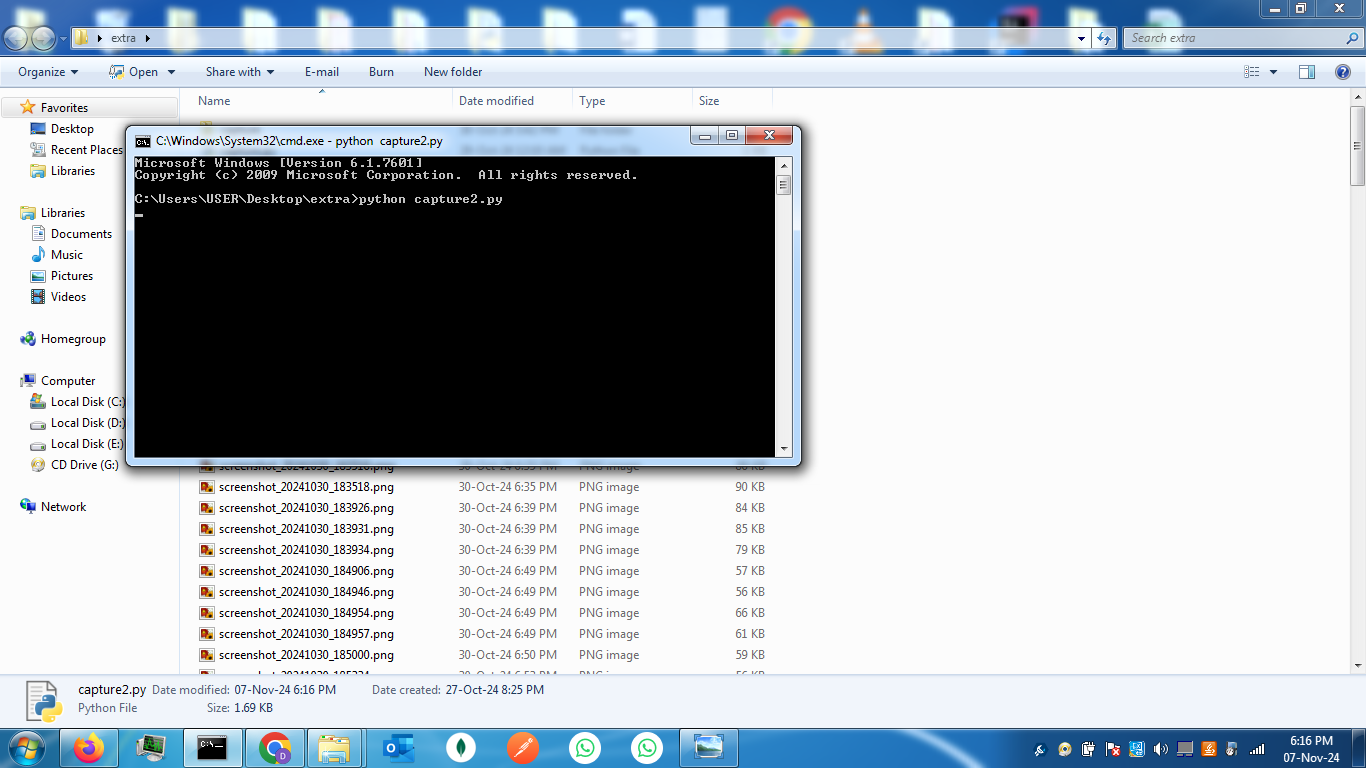 extra
Search extra
Organize Open Share with E-mail Burn New folder
Name Date modified Type Size
Favorites
Desktop
Recent Places
Libraries
Libraries
Documents
Music
Pictures
Videos
Homegroup
Computer
Local Disk (C:)
Local Disk (D:)
Local Disk (E:)
CD Drive (G:)
Network
C:\Windows\System32\cmd.exe - python capture2.py
Microsoft Windows [Version 6.1.7601]
Copyright (c) 2009 Microsoft Corporation. All rights reserved.
C:\Users\USER\Desktop\extra>python capture2.py
screenshot_20241030_183518.png 30-Oct-24 6:35 PM PNG image 90 KB
screenshot_20241030_183926.png 30-Oct-24 6:39 PM PNG image 84 KB
screenshot_20241030_183931.png 30-Oct-24 6:39 PM PNG image 85 KB
screenshot_20241030_183934.png 30-Oct-24 6:39 PM PNG image 79 KB
screenshot_20241030_184906.png 30-Oct-24 6:49 PM PNG image 57 KB
screenshot_20241030_184946.png 30-Oct-24 6:49 PM PNG image 56 KB
screenshot_20241030_184954.png 30-Oct-24 6:49 PM PNG image 66 KB
screenshot_20241030_184957.png 30-Oct-24 6:49 PM PNG image 61 KB
screenshot_20241030_185000.png 30-Oct-24 6:50 PM PNG image 59 KB
capture2.py Date modified: 07-Nov-24 6:16 PM Date created: 27-Oct-24 8:25 PM
Python File Size: 1.69 KB
6:16 PM
07-Nov-24